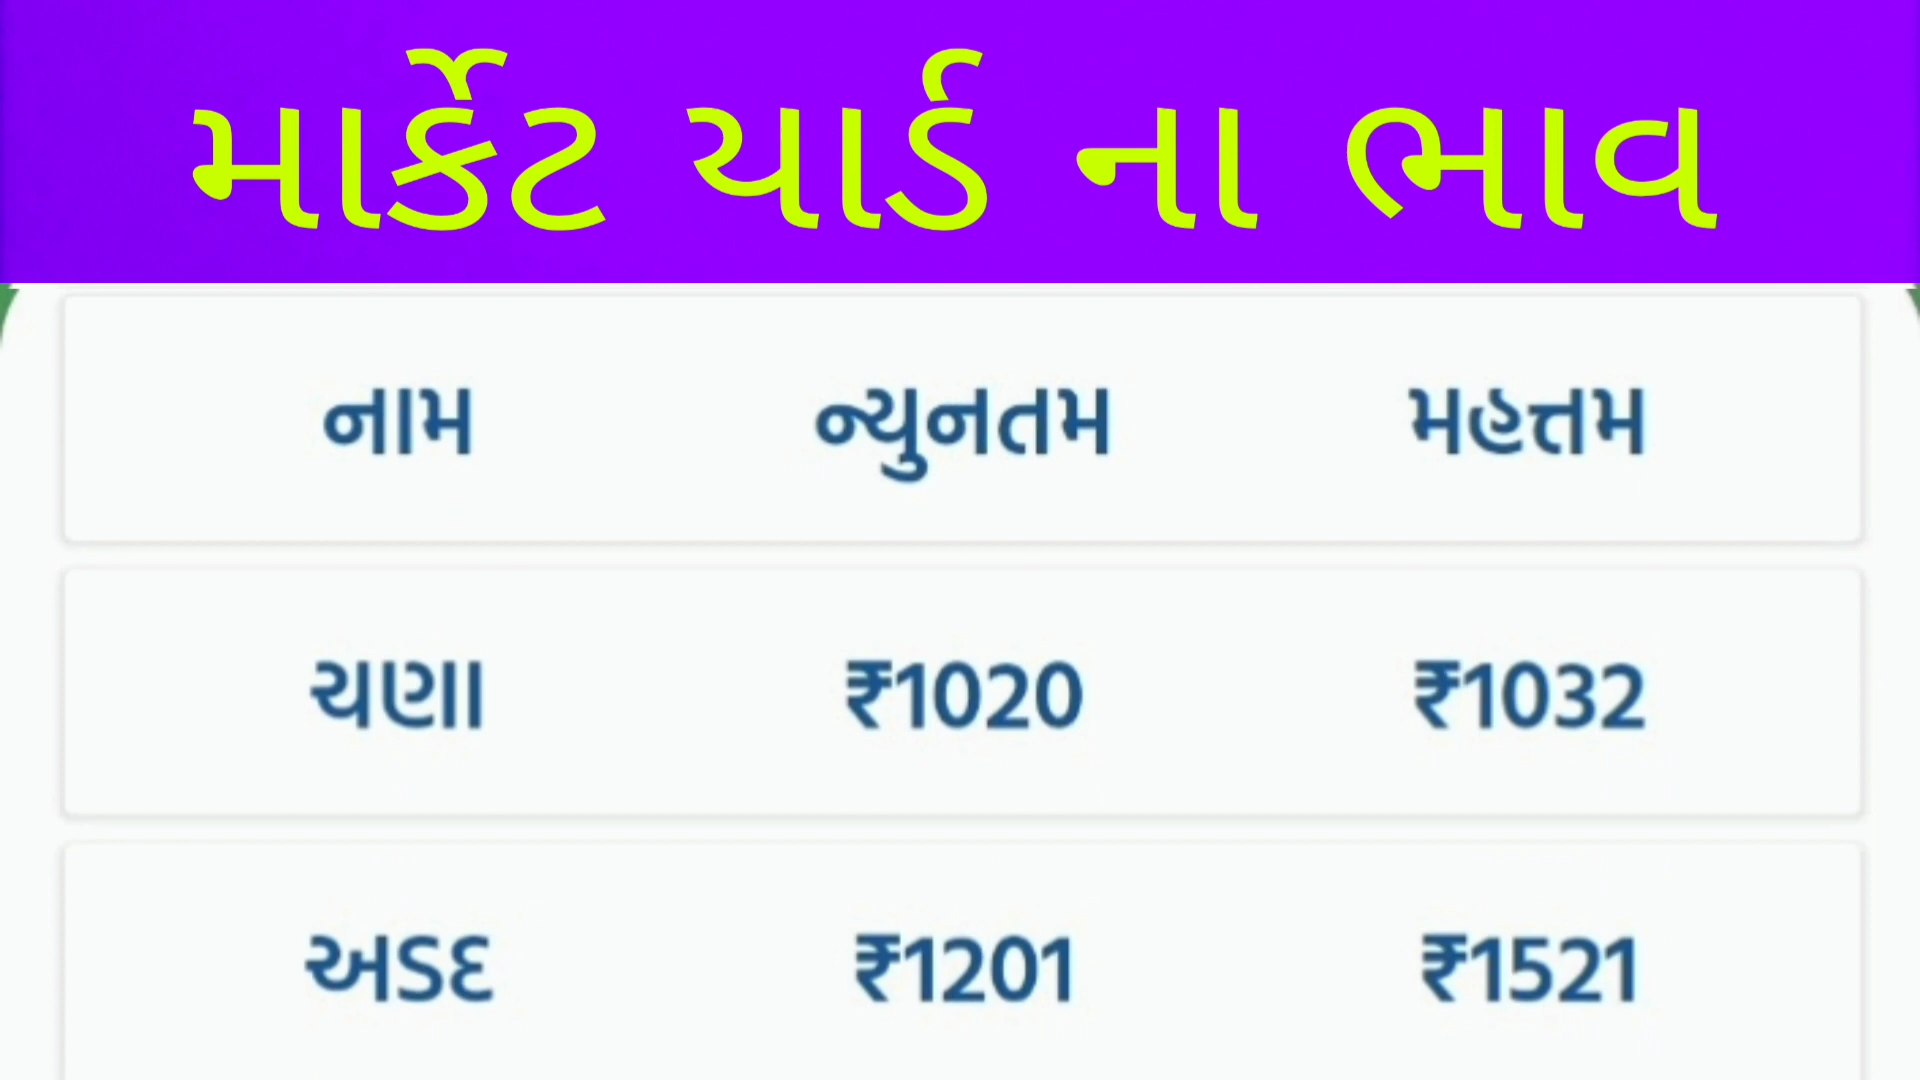 માર્કેટ યાર્ડ ના ભાવ
નામ ન્યુનતમ મહત્તમ
ચણા ₹1020 ₹1032
અડદ ₹1201 ₹1521